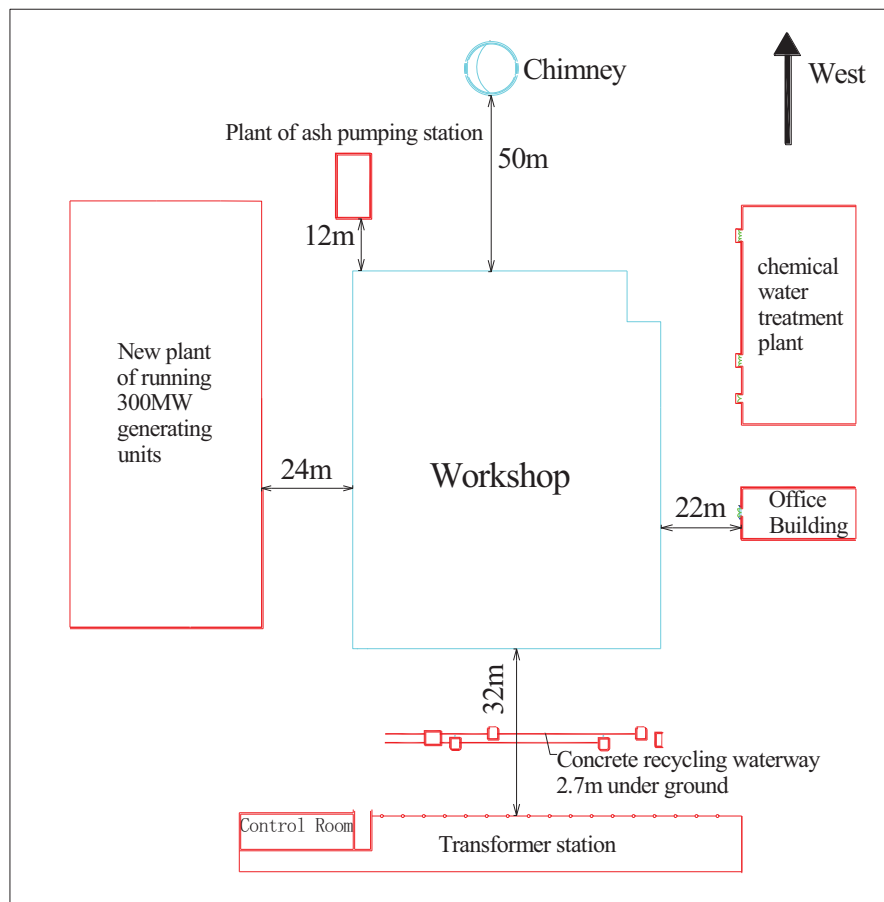 Chimney
West
Plant of ash pumping station
50m
12m
chemical
water
treatment
plant
New plant
of running
300MW
generating
units
24m
Workshop
22m
Office
Building
32m
Concrete recycling waterway
2.7m under ground
Control Room
Transformer station